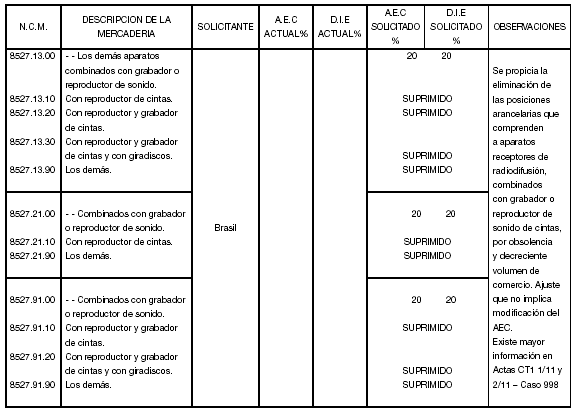 N.C.M.
DESCRIPCION DE LA
MERCADERIA
SOLICITANTE
A.E.C
ACTUAL%
D.I.E
ACTUAL%
A.E.C
SOLICITADO
%
D.I.E
SOLICITADO
%
OBSERVACIONES
8527.13.00 - - Los demás aparatos 20 20
combinados con grabador o
reproductor de sonido.
8527.13.10 Con reproductor de cintas. SUPRIMIDO
8527.13.20 Con reproductor y grabador SUPRIMIDO
de cintas.
8527.13.30 Con reproductor y grabador
de cintas y con giradiscos. SUPRIMIDO
8527.13.90 Los demás. SUPRIMIDO
8527.21.00 - - Combinados con grabador 20 20
o reproductor de sonido.
8527.21.10 Con reproductor de cintas. SUPRIMIDO
8527.21.90 Los demás. SUPRIMIDO
8527.91.00 - - Combinados con grabador 20 20
o reproductor de sonido.
8527.91.10 Con reproductor y grabador SUPRIMIDO
de cintas.
8527.91.20 Con reproductor y grabador
de cintas y con giradiscos. SUPRIMIDO
8527.91.90 Los demás. SUPRIMIDO
Brasil
Se propicia la
eliminación de
las posiciones
arancelarias que
comprenden
a aparatos
receptores de
radiodifusión,
combinados
con grabador o
reproductor de
sonido de cintas,
por obsolencia
y decreciente
volumen de
comercio. Ajuste
que no implica
modificación del
AEC.
Existe mayor
información en
Actas CT1 1/11 y
2/11 – Caso 998